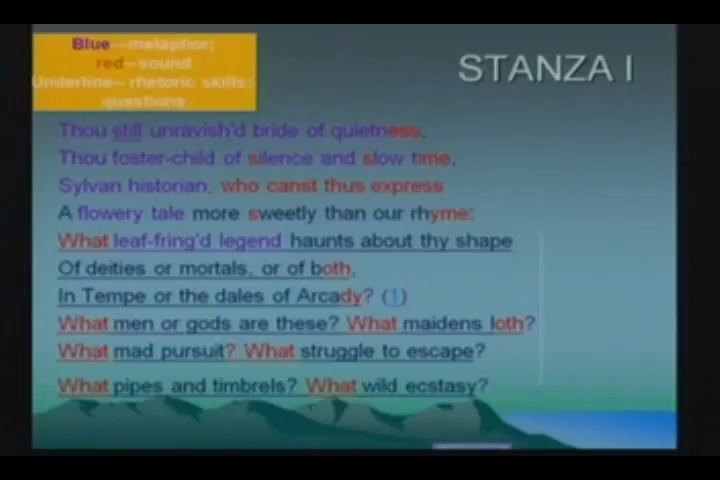 Blue—metaphor;
red—sound
Underline—rhetoric skills:
questions
STANZA I
Thou still unravish'd bride of quietness,
Thou foster-child of silence and slow time,
Sylvan historian, who canst thus express
A flowery tale more sweetly than our rhyme:
What leaf-fring'd legend haunts about thy shape
Of deities or mortals, or of both,
In Tempe or the dales of Arcady? (1)
What men or gods are these? What maidens loth?
What mad pursuit? What struggle to escape?
What pipes and timbrels? What wild ecstasy?